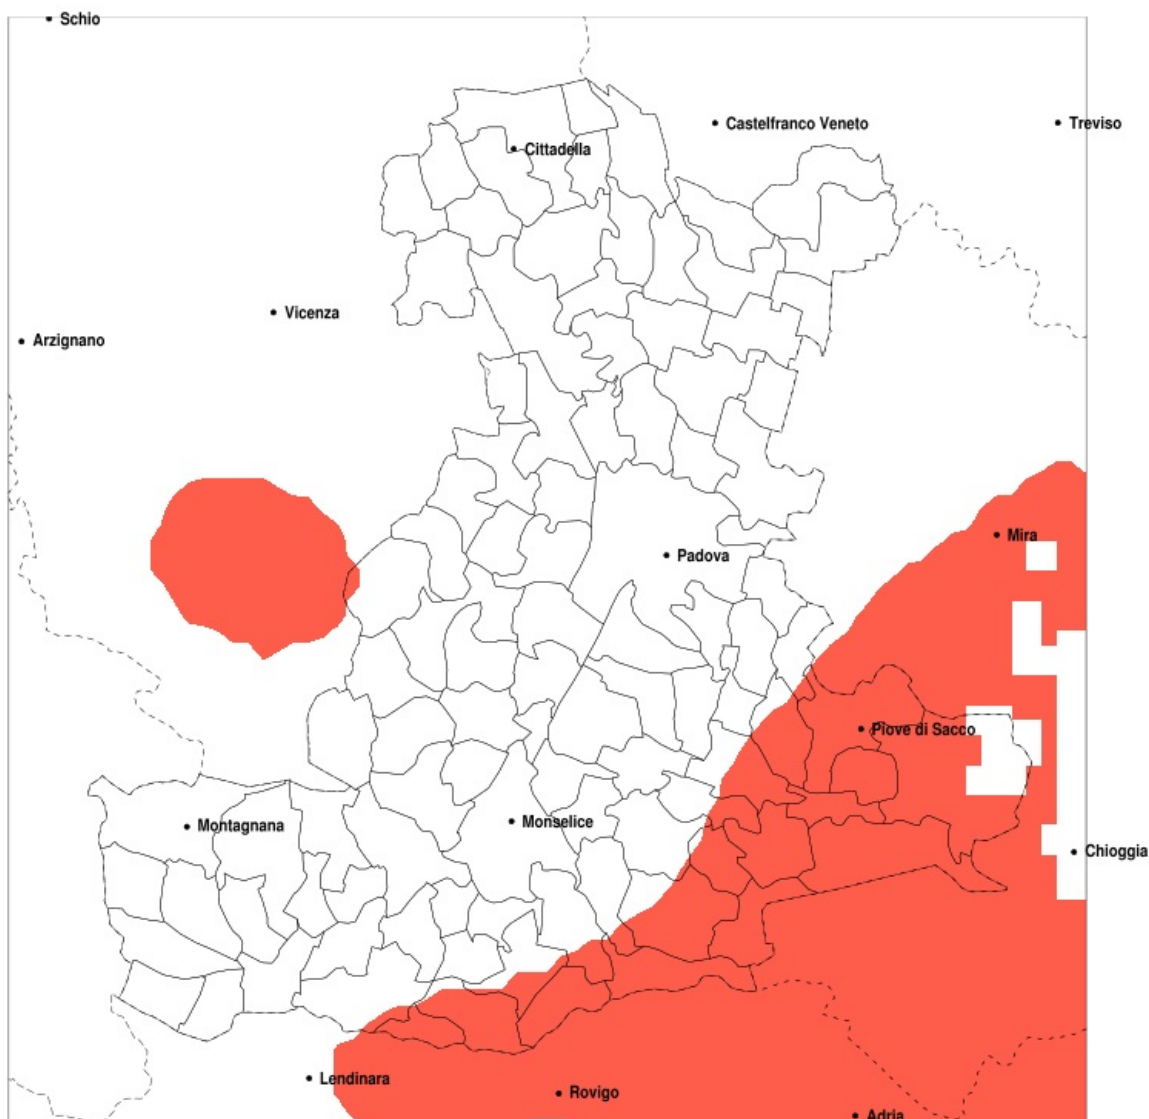 Schio
Castelfranco Veneto
Treviso
Cittadella
Vicenza
Arzignano
Mira
Padova
Piove di Sacco
Montagnana
Monselice
Chioggia
Lendinara
Rovigo
Adria